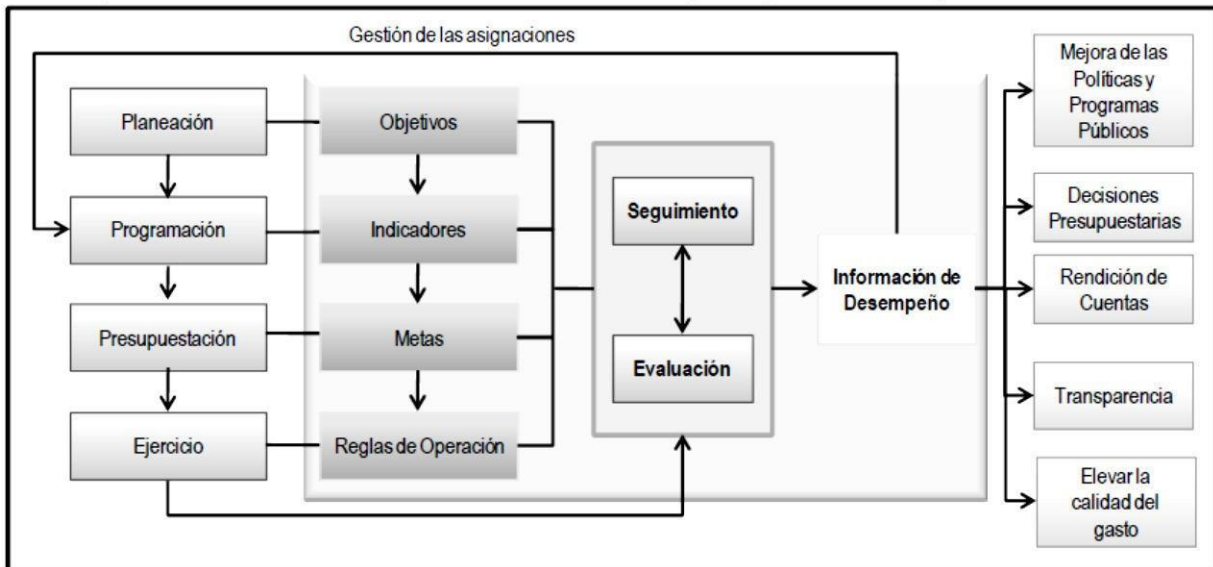 Gestión de las asignaciones
Planeación
Programación
Presupuestación
Ejercicio
Objetivos
Indicadores
Metas
Reglas de Operación
Seguimiento
Evaluación
Información de
Desempeño
Mejora de las
Políticas y
Programas
Públicos
Decisiones
Presupuestarias
Rendición de
Cuentas
Transparencia
Elevar la
calidad del
gasto